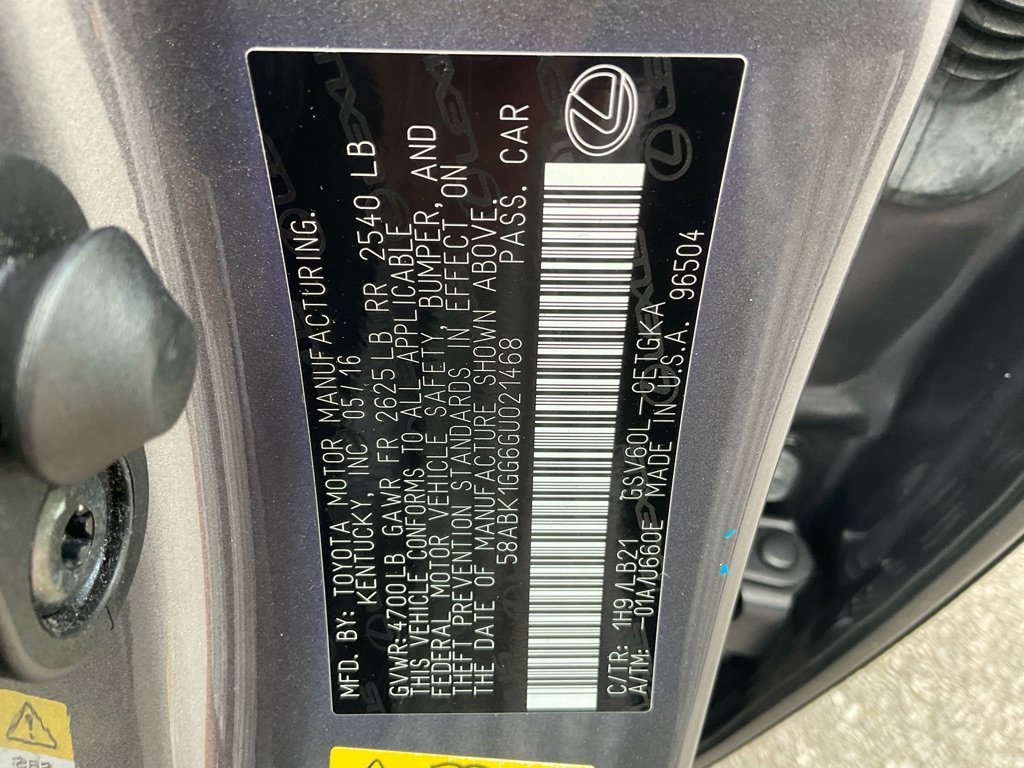 MFD. BY: TOYOTA MOTOR MANUFACTURING.
KENTUCKY, INC 05/16
GVWR:4700LB GAWR FR 2625LB RR 2540LB
THIS VEHICLE CONFORMS TO ALL APPLICABLE
FEDERAL MOTOR VEHICLE SAFETY, BUMPER, AND
THEFT PREVENTION STANDARDS IN EFFECT ON
THE DATE OF MANUFACTURE SHOWN ABOVE.
58ABK1GG6GU021468 PASS. CAR
C/TR: 1H9 /LB21 GSV60L-CETGKA
A/TM: -01A/U660E MADE IN U.S.A. 96504